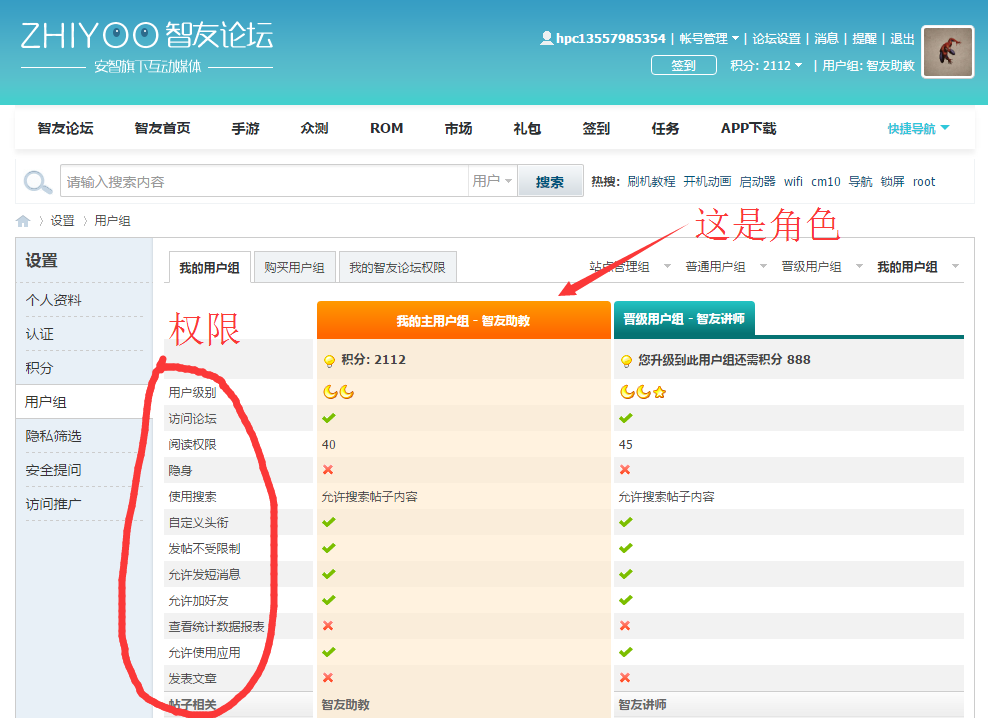 ZHIYOO 智友论坛
安智旗下互动媒体
hpc13557985354 | 帐号管理 | 论坛设置 | 消息 | 提醒 | 退出
签到 积分: 2112 | 用户组: 智友助教
智友论坛 智友首页 手游 众测 ROM 市场 礼包 签到 任务 APP下载 快捷导航
请输入搜索内容 用户 搜索 热搜: 刷机教程 开机动画 启动器 wifi cm10 导航 锁屏 root
设置 用户组
这是角色
设置
我的用户组 购买用户组 我的智友论坛权限 站点管理组 普通用户组 晋级用户组 我的用户组
个人资料
认证
积分
用户组
隐私筛选
安全提问
访问推广
权限
我的主用户组 - 智友助教 晋级用户组 - 智友讲师
积分: 2112 您升级到此用户组还需积分 888
用户级别
访问论坛
阅读权限 40 45
隐身
使用搜索 允许搜索帖子内容 允许搜索帖子内容
自定义头衔
发帖不受限制
允许发短消息
允许加好友
查看统计数据报表
允许使用应用
发表文章
帖子相关 智友助教 智友讲师